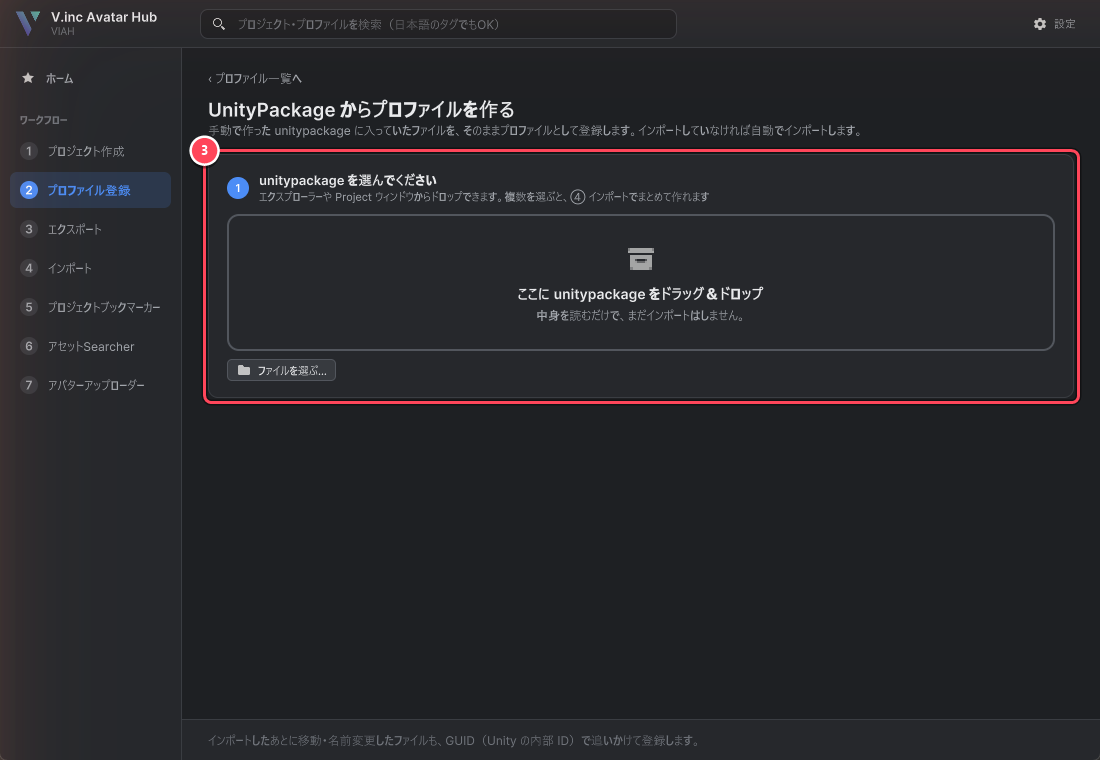 V.inc Avatar Hub
VIAH
プロジェクト・プロファイルを検索（日本語のタグでもOK）
設定
ホーム
ワークフロー
1 プロジェクト作成
2 プロファイル登録
3 エクスポート
4 インポート
5 プロジェクトブックマーカー
6 アセットSearcher
7 アバターアップローダー
‹ プロファイル一覧へ
UnityPackage からプロファイルを作る
手動で作った unitypackage に入っていたファイルを、そのままプロファイルとして登録します。インポートしていなければ自動でインポートします。
3
1 unitypackage を選んでください
エクスプローラーや Project ウィンドウからドロップできます。複数を選ぶと、④ インポートでまとめて作れます
ここに unitypackage をドラッグ＆ドロップ
中身を読むだけで、まだインポートはしません。
ファイルを選ぶ...
インポートしたあとに移動・名前変更したファイルも、GUID（Unity の内部 ID）で追いかけて登録します。